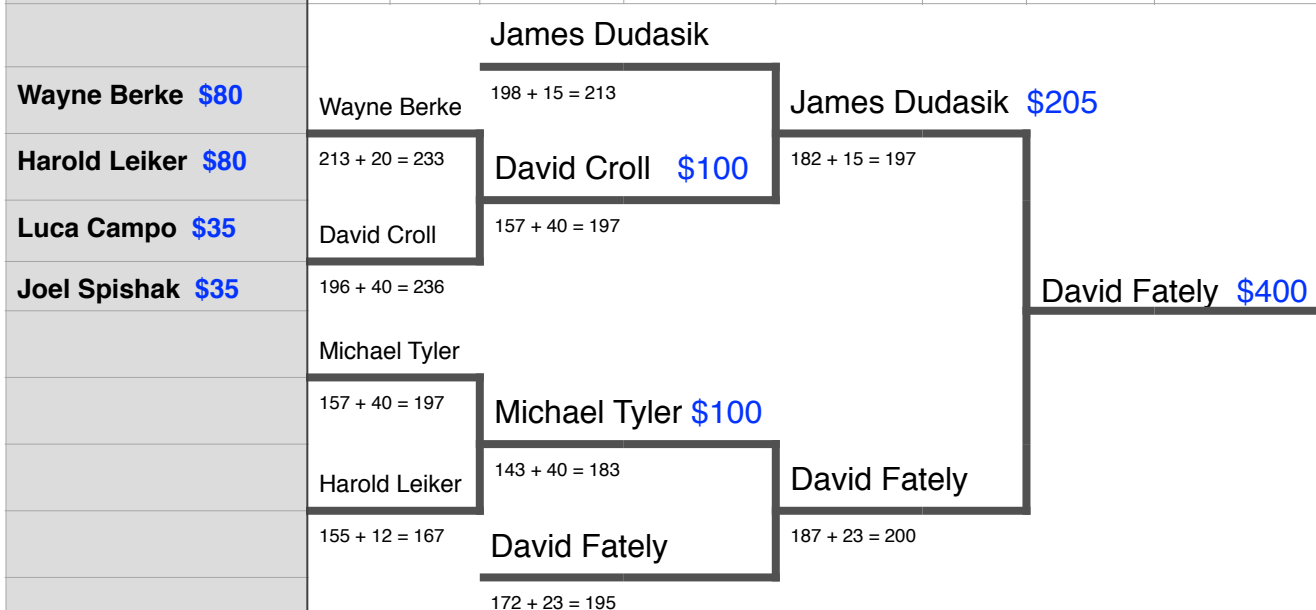 Wayne Berke $80
Harold Leiker $80
Luca Campo $35
Joel Spishak $35
Wayne Berke
213 + 20 = 233
David Croll
196 + 40 = 236
Michael Tyler
157 + 40 = 197
Harold Leiker
155 + 12 = 167
James Dudasik
198 + 15 = 213
David Croll $100
157 + 40 = 197
Michael Tyler $100
143 + 40 = 183
David Fately
172 + 23 = 195
James Dudasik $205
182 + 15 = 197
David Fately
187 + 23 = 200
David Fately $400